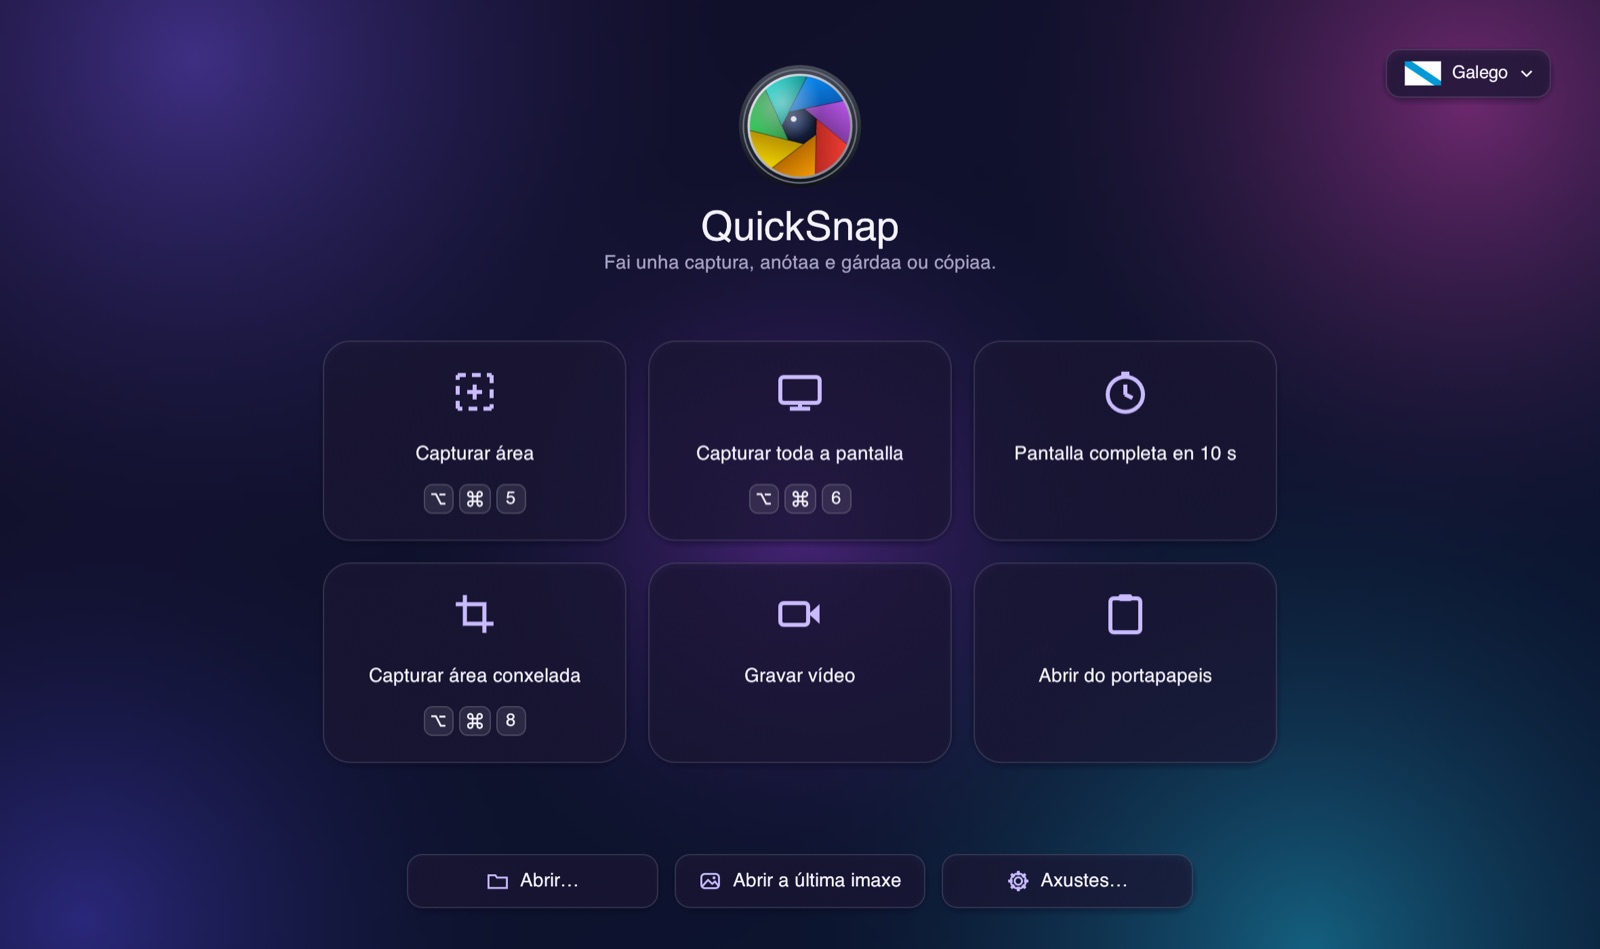 Galego
QuickSnap
Fai unha captura, anótaa e gárdaa ou cópiaa.
Capturar área
⌥ ⌘ 5
Capturar toda a pantalla
⌥ ⌘ 6
Pantalla completa en 10 s
Capturar área conxelada
⌥ ⌘ 8
Gravar vídeo
Abrir do portapapeis
Abrir…
Abrir a última imaxe
Axustes…